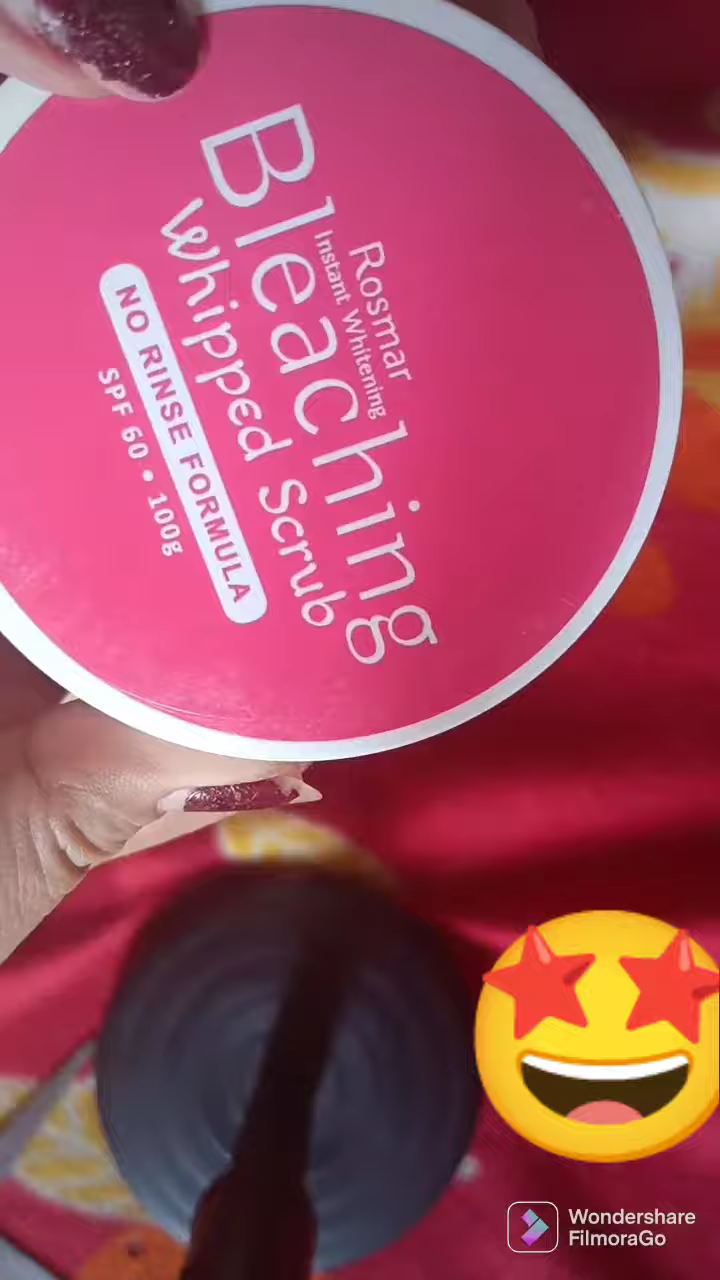 Rosmar
Instant Whitening
Bleaching
Whipped Scrub
NO RINSE FORMULA
SPF 60 • 100g
Wondershare
FilmoraGo